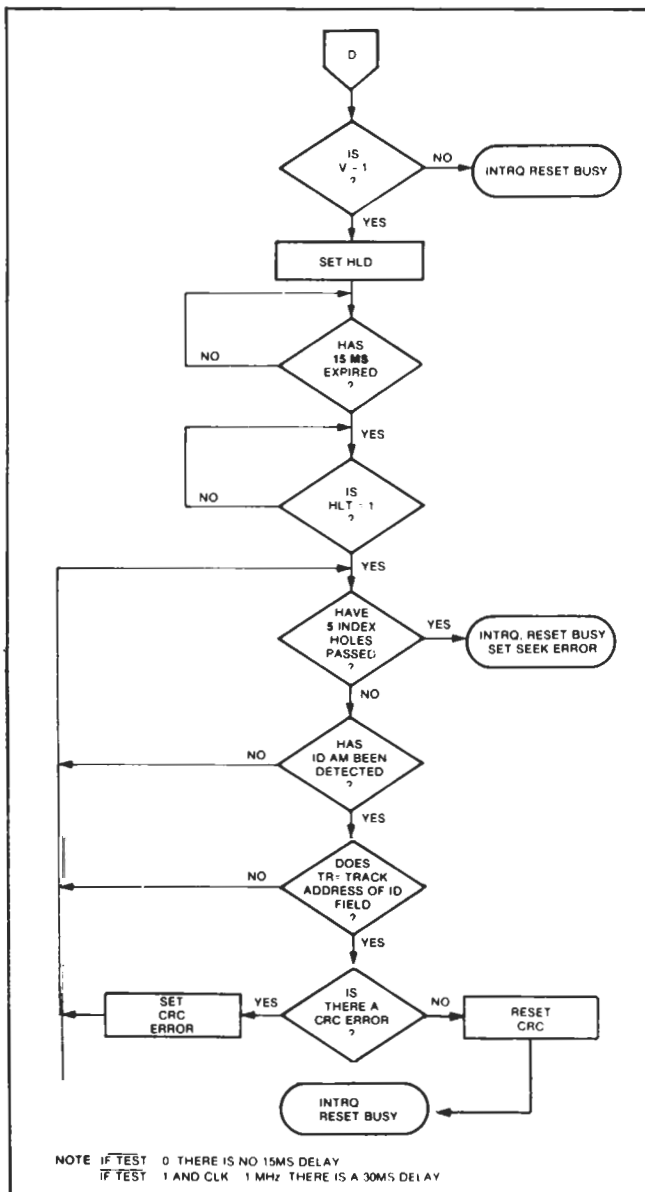 D
IS
V = 1
?
NO
INTRQ RESET BUSY
YES
SET HLD
NO
HAS
15 MS
EXPIRED
?
YES
NO
IS
HLT = 1
?
YES
HAVE
5 INDEX
HOLES
PASSED
?
YES
INTRQ, RESET BUSY
SET SEEK ERROR
NO
NO
HAS
ID AM BEEN
DETECTED
?
YES
NO
DOES
TR= TRACK
ADDRESS OF ID
FIELD
?
YES
SET
CRC
ERROR
YES
IS
THERE A
CRC ERROR
?
NO
RESET
CRC
INTRQ
RESET BUSY
NOTE IF TEST 0 THERE IS NO 15MS DELAY
IF TEST 1 AND CLK 1 MHz THERE IS A 30MS DELAY